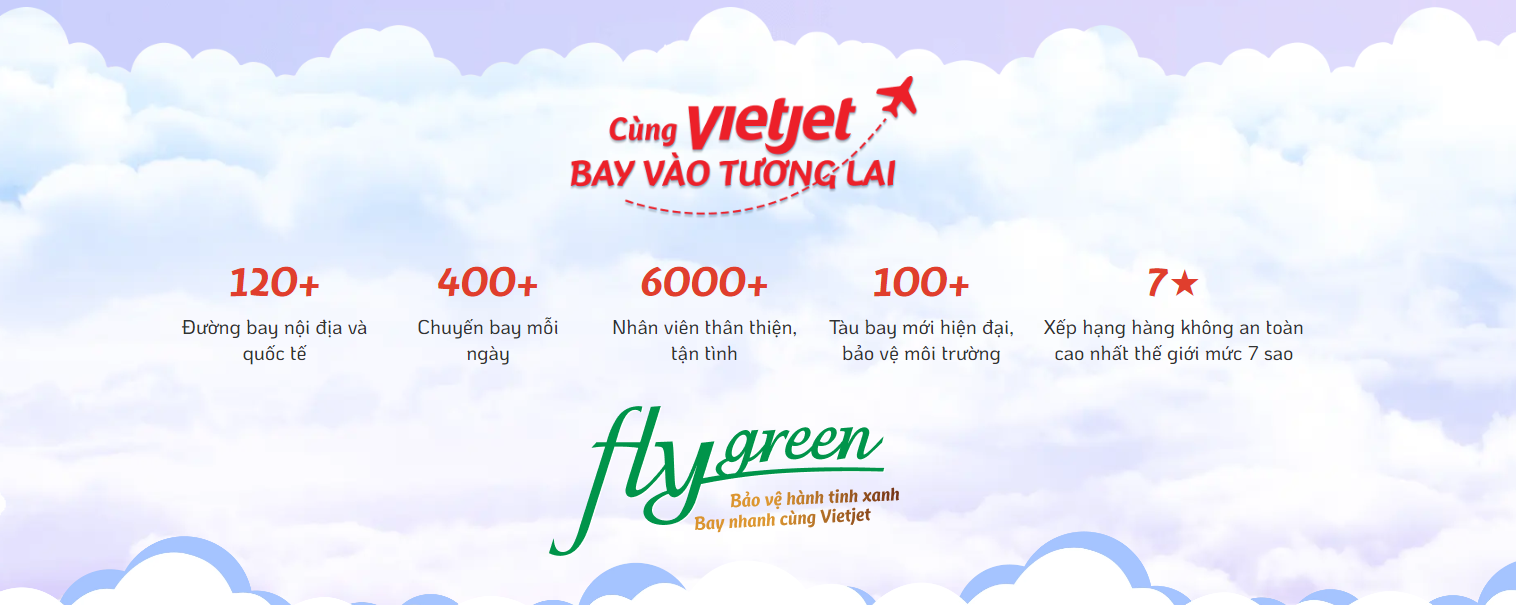 Cùng vietjet
BAY VÀO TƯƠNG LAI
120+
Đường bay nội địa và
quốc tế
400+
Chuyến bay mỗi
ngày
6000+
Nhân viên thân thiện,
tận tình
100+
Tàu bay mới hiện đại,
bảo vệ môi trường
7★
Xếp hạng hàng không an toàn
cao nhất thế giới mức 7 sao
fly green
Bảo vệ hành tinh xanh
Bay nhanh cùng Vietjet